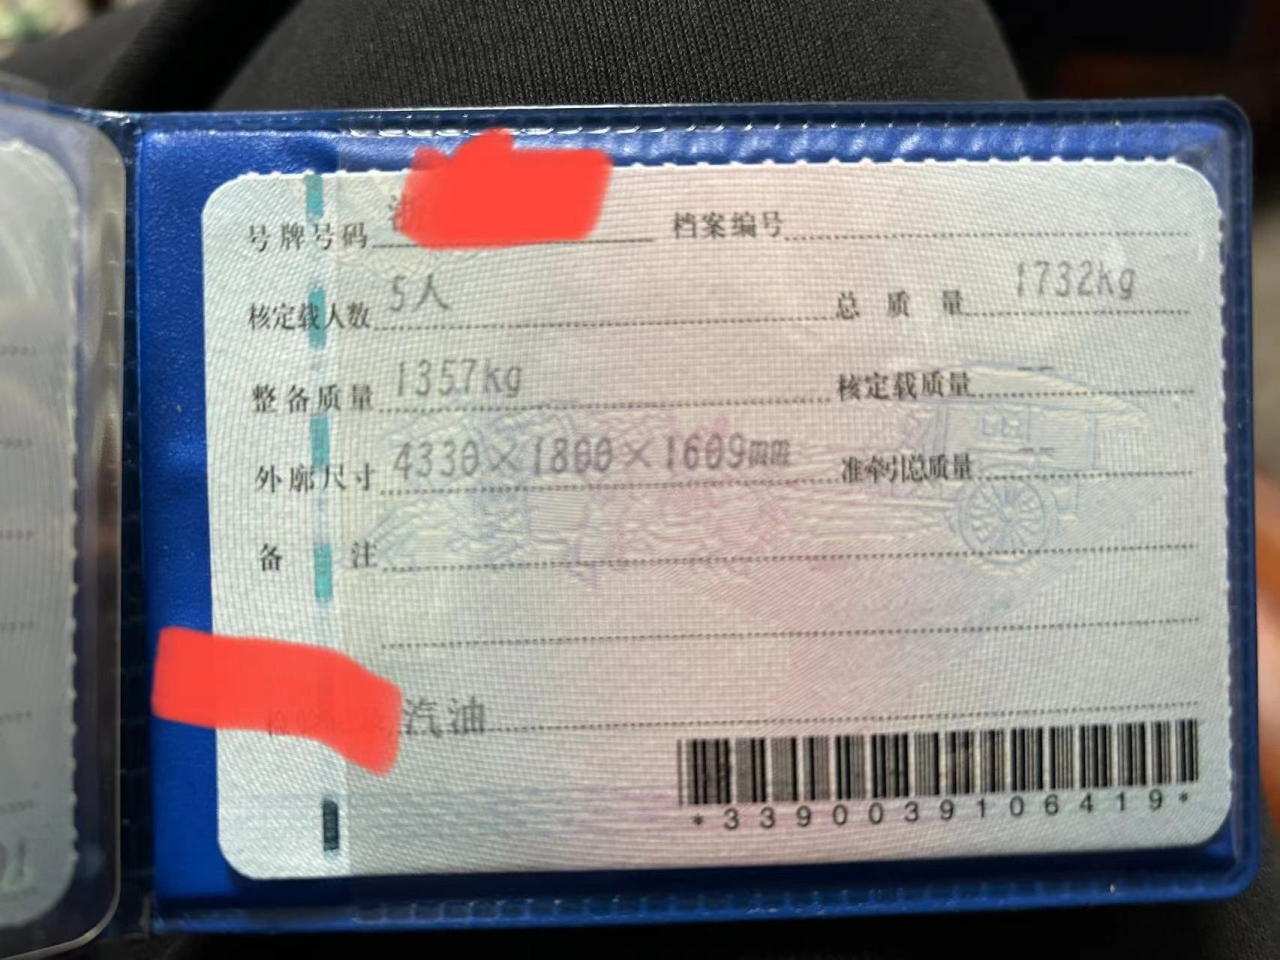 号牌号码 浙 档案编号
核定载人数 5人 总质量 1732kg
整备质量 1357kg 核定载质量 --
外廓尺寸 4330×1800×1609mm 准牵引总质量 --
备注
汽油
*3390039106419*